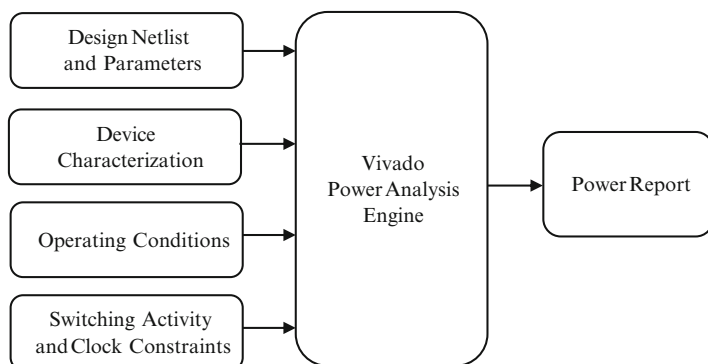 Design Netlist
and Parameters
Device
Characterization
Operating Conditions
Switching Activity
and Clock Constraints
Vivado
Power Analysis
Engine
Power Report